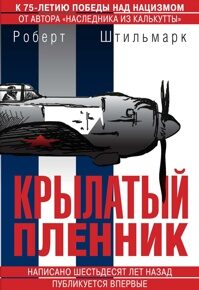 К 75-ЛЕТИЮ ПОБЕДЫ НАД НАЦИЗМОМ
ОТ АВТОРА «НАСЛЕДНИКА ИЗ КАЛЬКУТТЫ»
Роберт Штильмарк
КРЫЛАТЫЙ
ПЛЕННИК
НАПИСАНО ШЕСТЬДЕСЯТ ЛЕТ НАЗАД
ПУБЛИКУЕТСЯ ВПЕРВЫЕ